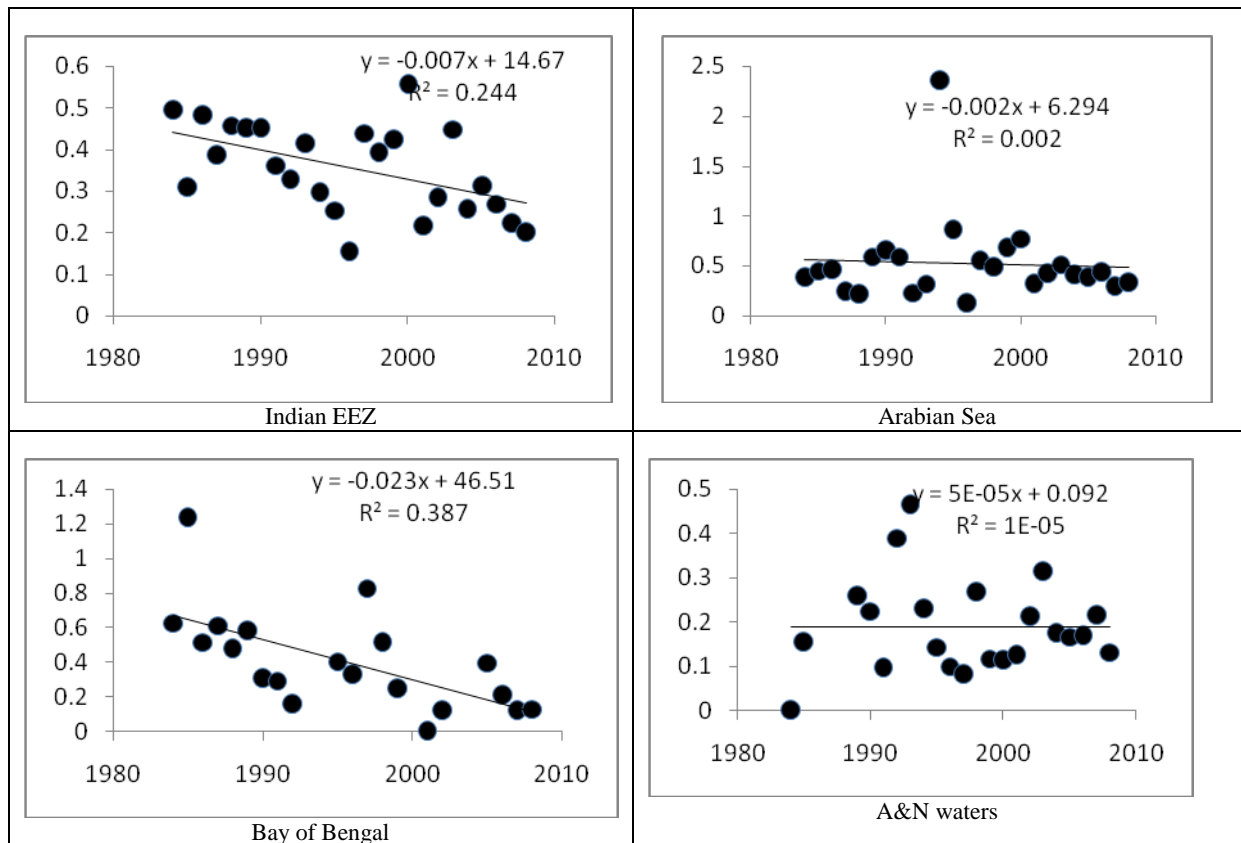 y = -0.007x + 14.67
R² = 0.244
0.6
0.5
0.4
0.3
0.2
0.1
0
1980 1990 2000 2010
Indian EEZ
y = -0.002x + 6.294
R² = 0.002
2.5
2
1.5
1
0.5
0
1980 1990 2000 2010
Arabian Sea
y = -0.023x + 46.51
R² = 0.387
1.4
1.2
1
0.8
0.6
0.4
0.2
0
1980 1990 2000 2010
Bay of Bengal
y = 5E-05x + 0.092
R² = 1E-05
0.5
0.4
0.3
0.2
0.1
0
1980 1990 2000 2010
A&N waters